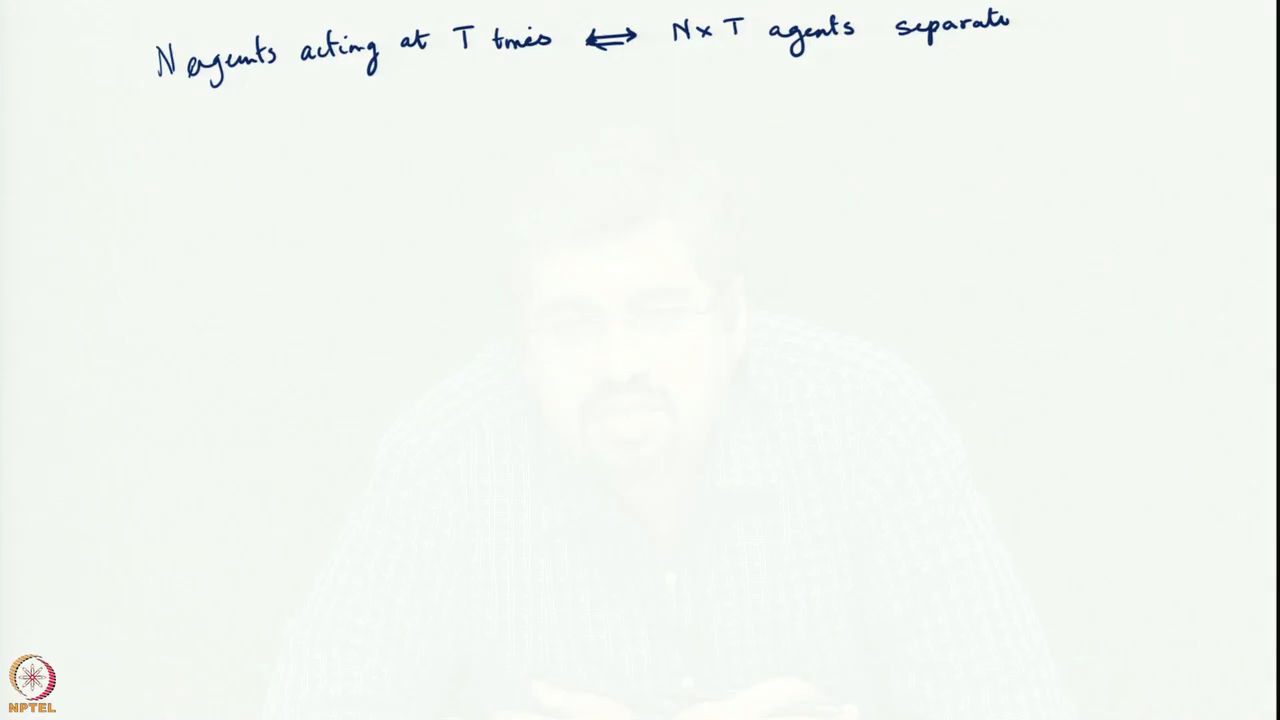 N agents acting at T times ⇔ N x T agents separate
NPTEL